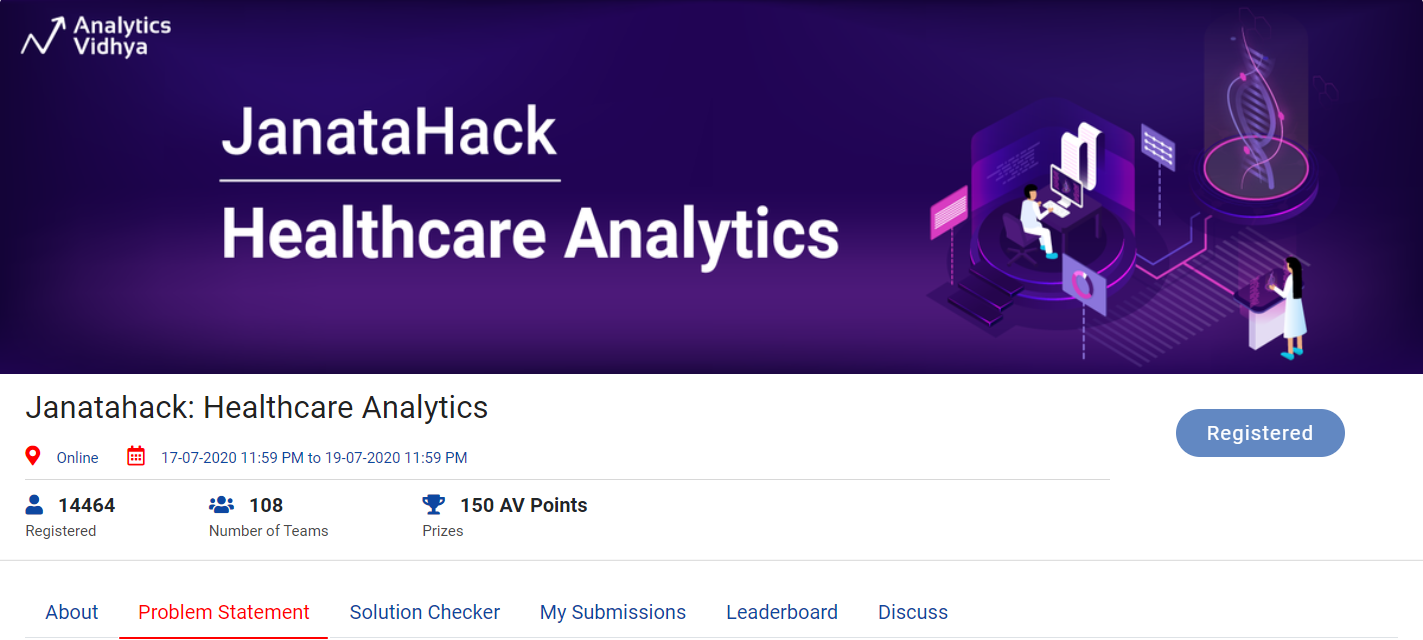 Analytics
Vidhya
JanataHack
Healthcare Analytics
Janatahack: Healthcare Analytics
Registered
Online 17-07-2020 11:59 PM to 19-07-2020 11:59 PM
14464 108 150 AV Points
Registered Number of Teams Prizes
About Problem Statement Solution Checker My Submissions Leaderboard Discuss